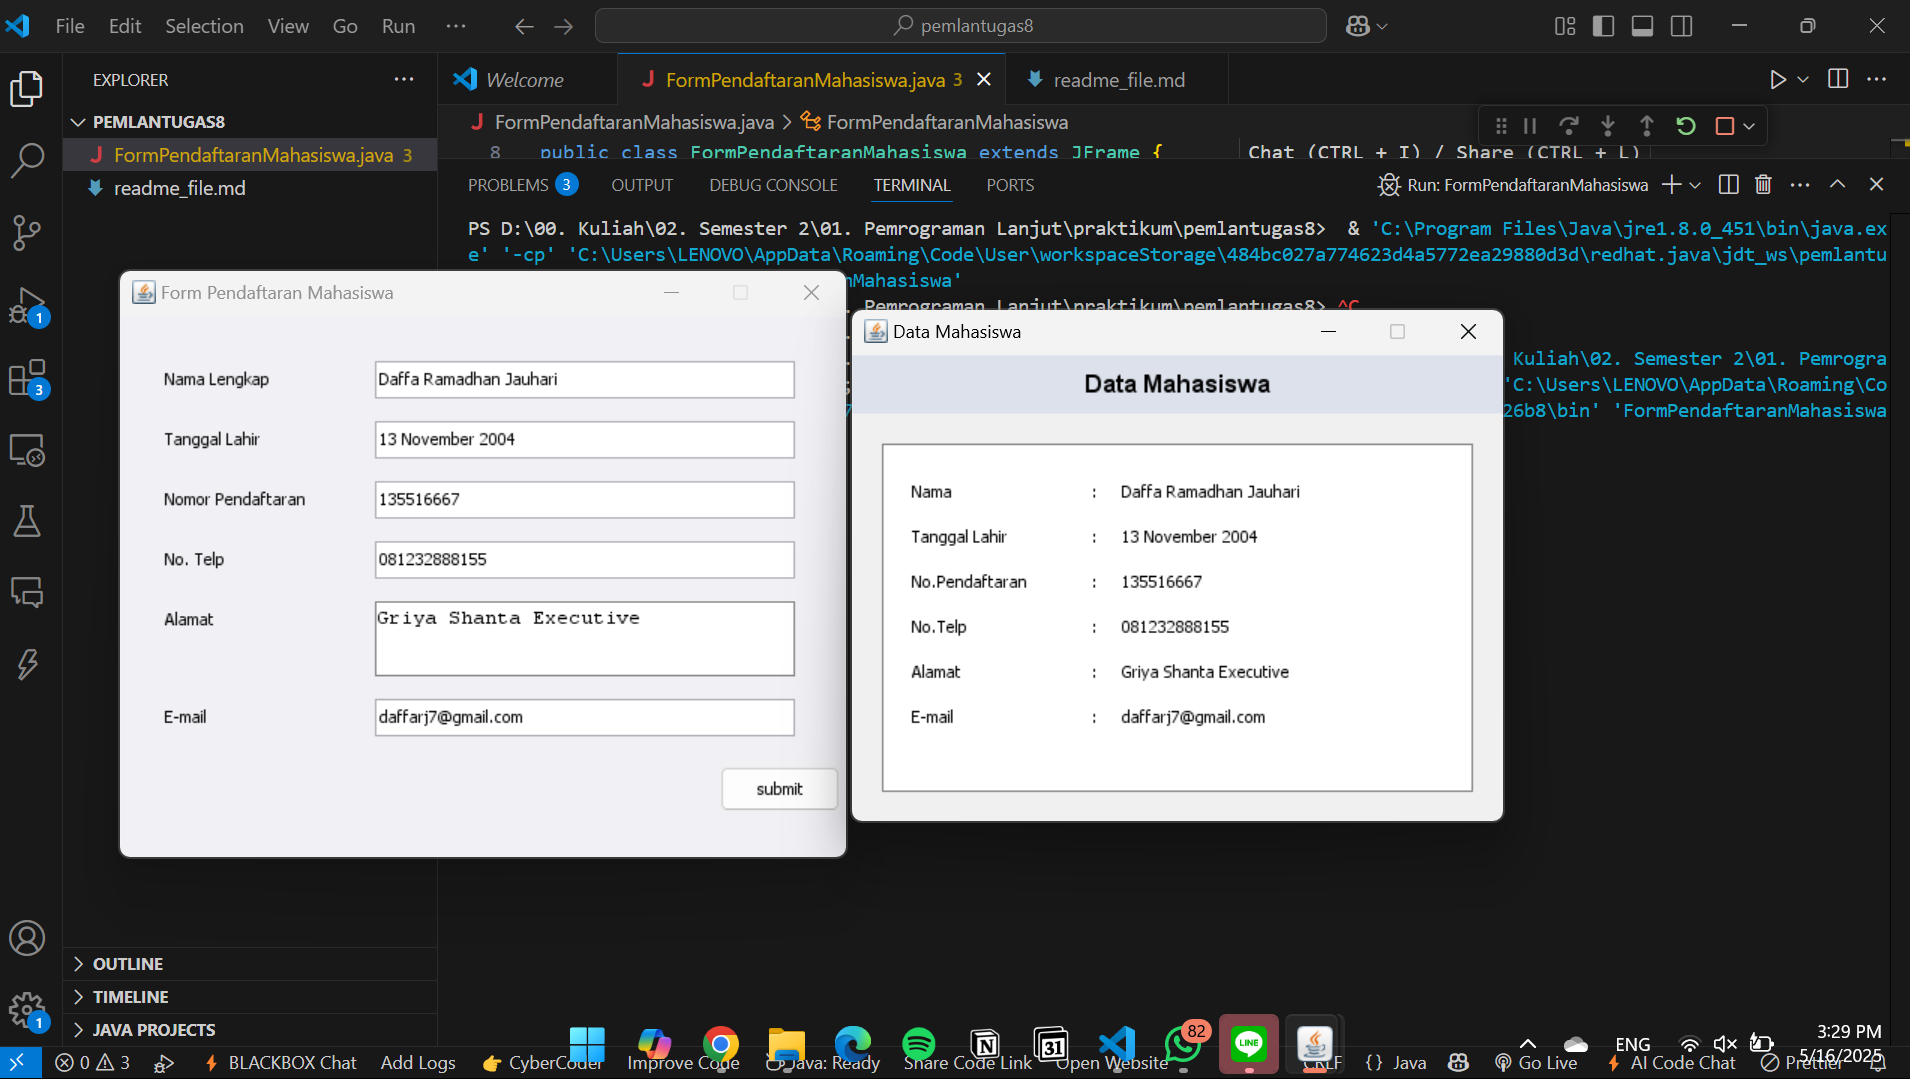 File Edit Selection View Go Run ··· pemlantugas8
EXPLORER ···
PEMLANTUGAS8
J FormPendaftaranMahasiswa.java 3
readme_file.md
Welcome
J FormPendaftaranMahasiswa.java 3
readme_file.md
J FormPendaftaranMahasiswa.java > FormPendaftaranMahasiswa
8 public class FormPendaftaranMahasiswa extends JFrame { Chat (CTRL + I) / Share (CTRL + L)
PROBLEMS 3 OUTPUT DEBUG CONSOLE TERMINAL PORTS Run: FormPendaftaranMahasiswa
PS D:\00. Kuliah\02. Semester 2\01. Pemrograman Lanjut\praktikum\pemlantugas8> & 'C:\Program Files\Java\jre1.8.0_451\bin\java.ex
e' '-cp' 'C:\Users\LENOVO\AppData\Roaming\Code\User\workspaceStorage\484bc027a774623d4a5772ea29880d3d\redhat.java\jdt_ws\pemlantu
nMahasiswa'
. Pemrograman Lanjut\praktikum\pemlantugas8> ^C
Kuliah\02. Semester 2\01. Pemrogra
'C:\Users\LENOVO\AppData\Roaming\Co
26b8\bin' 'FormPendaftaranMahasiswa
Form Pendaftaran Mahasiswa
Nama Lengkap Daffa Ramadhan Jauhari
Tanggal Lahir 13 November 2004
Nomor Pendaftaran 135516667
No. Telp 081232888155
Alamat Griya Shanta Executive
E-mail daffarj7@gmail.com
submit
Data Mahasiswa
Data Mahasiswa
Nama : Daffa Ramadhan Jauhari
Tanggal Lahir : 13 November 2004
No.Pendaftaran : 135516667
No.Telp : 081232888155
Alamat : Griya Shanta Executive
E-mail : daffarj7@gmail.com
1
3
1
OUTLINE
TIMELINE
JAVA PROJECTS
0 3 BLACKBOX Chat Add Logs CyberCoder Improve Code Java: Ready Share Code Link Open Website CRLF {} Java Go Live AI Code Chat Prettier
31
82
LINE
ENG
3:29 PM
5/16/2025